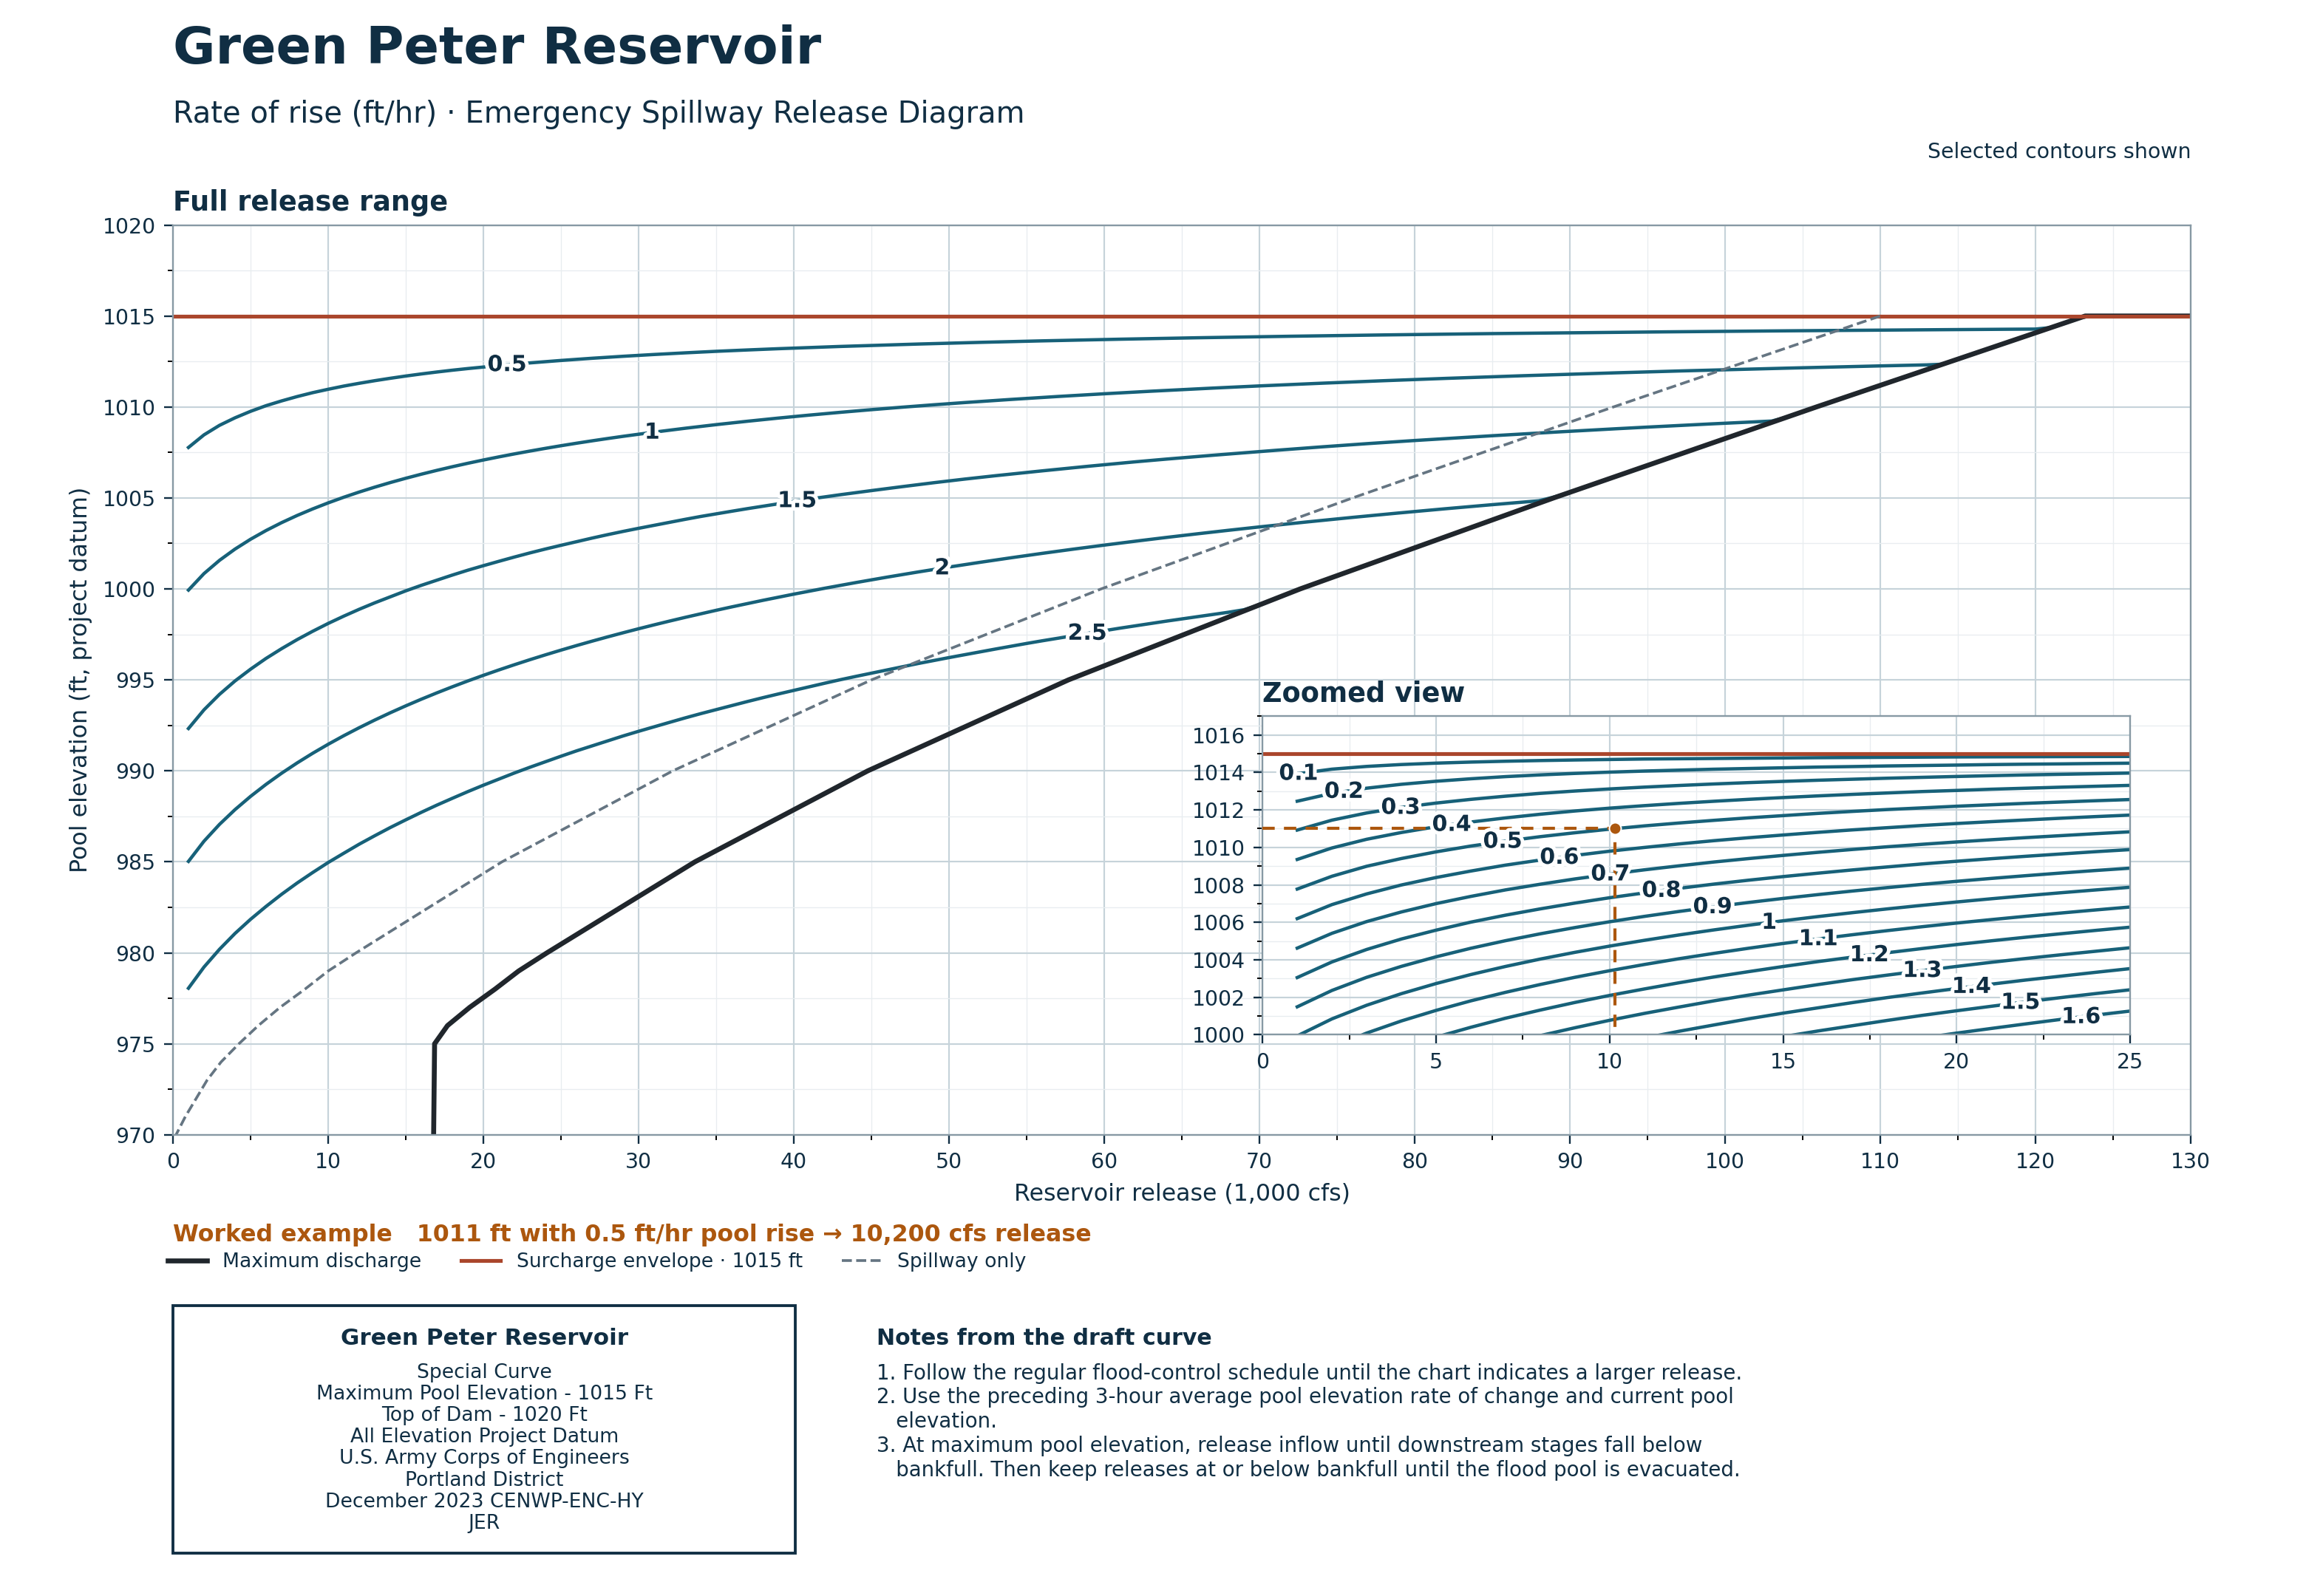 Green Peter Reservoir
Rate of rise (ft/hr) · Emergency Spillway Release Diagram
Selected contours shown
Full release range
1020
1015
1010
1005
1000
995
990
985
980
975
970
Pool elevation (ft, project datum)
0.5
1
1.5
2
2.5
Zoomed view
1016
1014
1012
1010
1008
1006
1004
1002
1000
0.1
0.2
0.3
0.4
0.5
0.6
0.7
0.8
0.9
1
1.1
1.2
1.3
1.4
1.5
1.6
0 5 10 15 20 25
0 10 20 30 40 50 60 70 80 90 100 110 120 130
Reservoir release (1,000 cfs)
Worked example 1011 ft with 0.5 ft/hr pool rise → 10,200 cfs release
Maximum discharge Surcharge envelope · 1015 ft Spillway only
Green Peter Reservoir
Special Curve
Maximum Pool Elevation - 1015 Ft
Top of Dam - 1020 Ft
All Elevation Project Datum
U.S. Army Corps of Engineers
Portland District
December 2023 CENWP-ENC-HY
JER
Notes from the draft curve
1. Follow the regular flood-control schedule until the chart indicates a larger release.
2. Use the preceding 3-hour average pool elevation rate of change and current pool
elevation.
3. At maximum pool elevation, release inflow until downstream stages fall below
bankfull. Then keep releases at or below bankfull until the flood pool is evacuated.